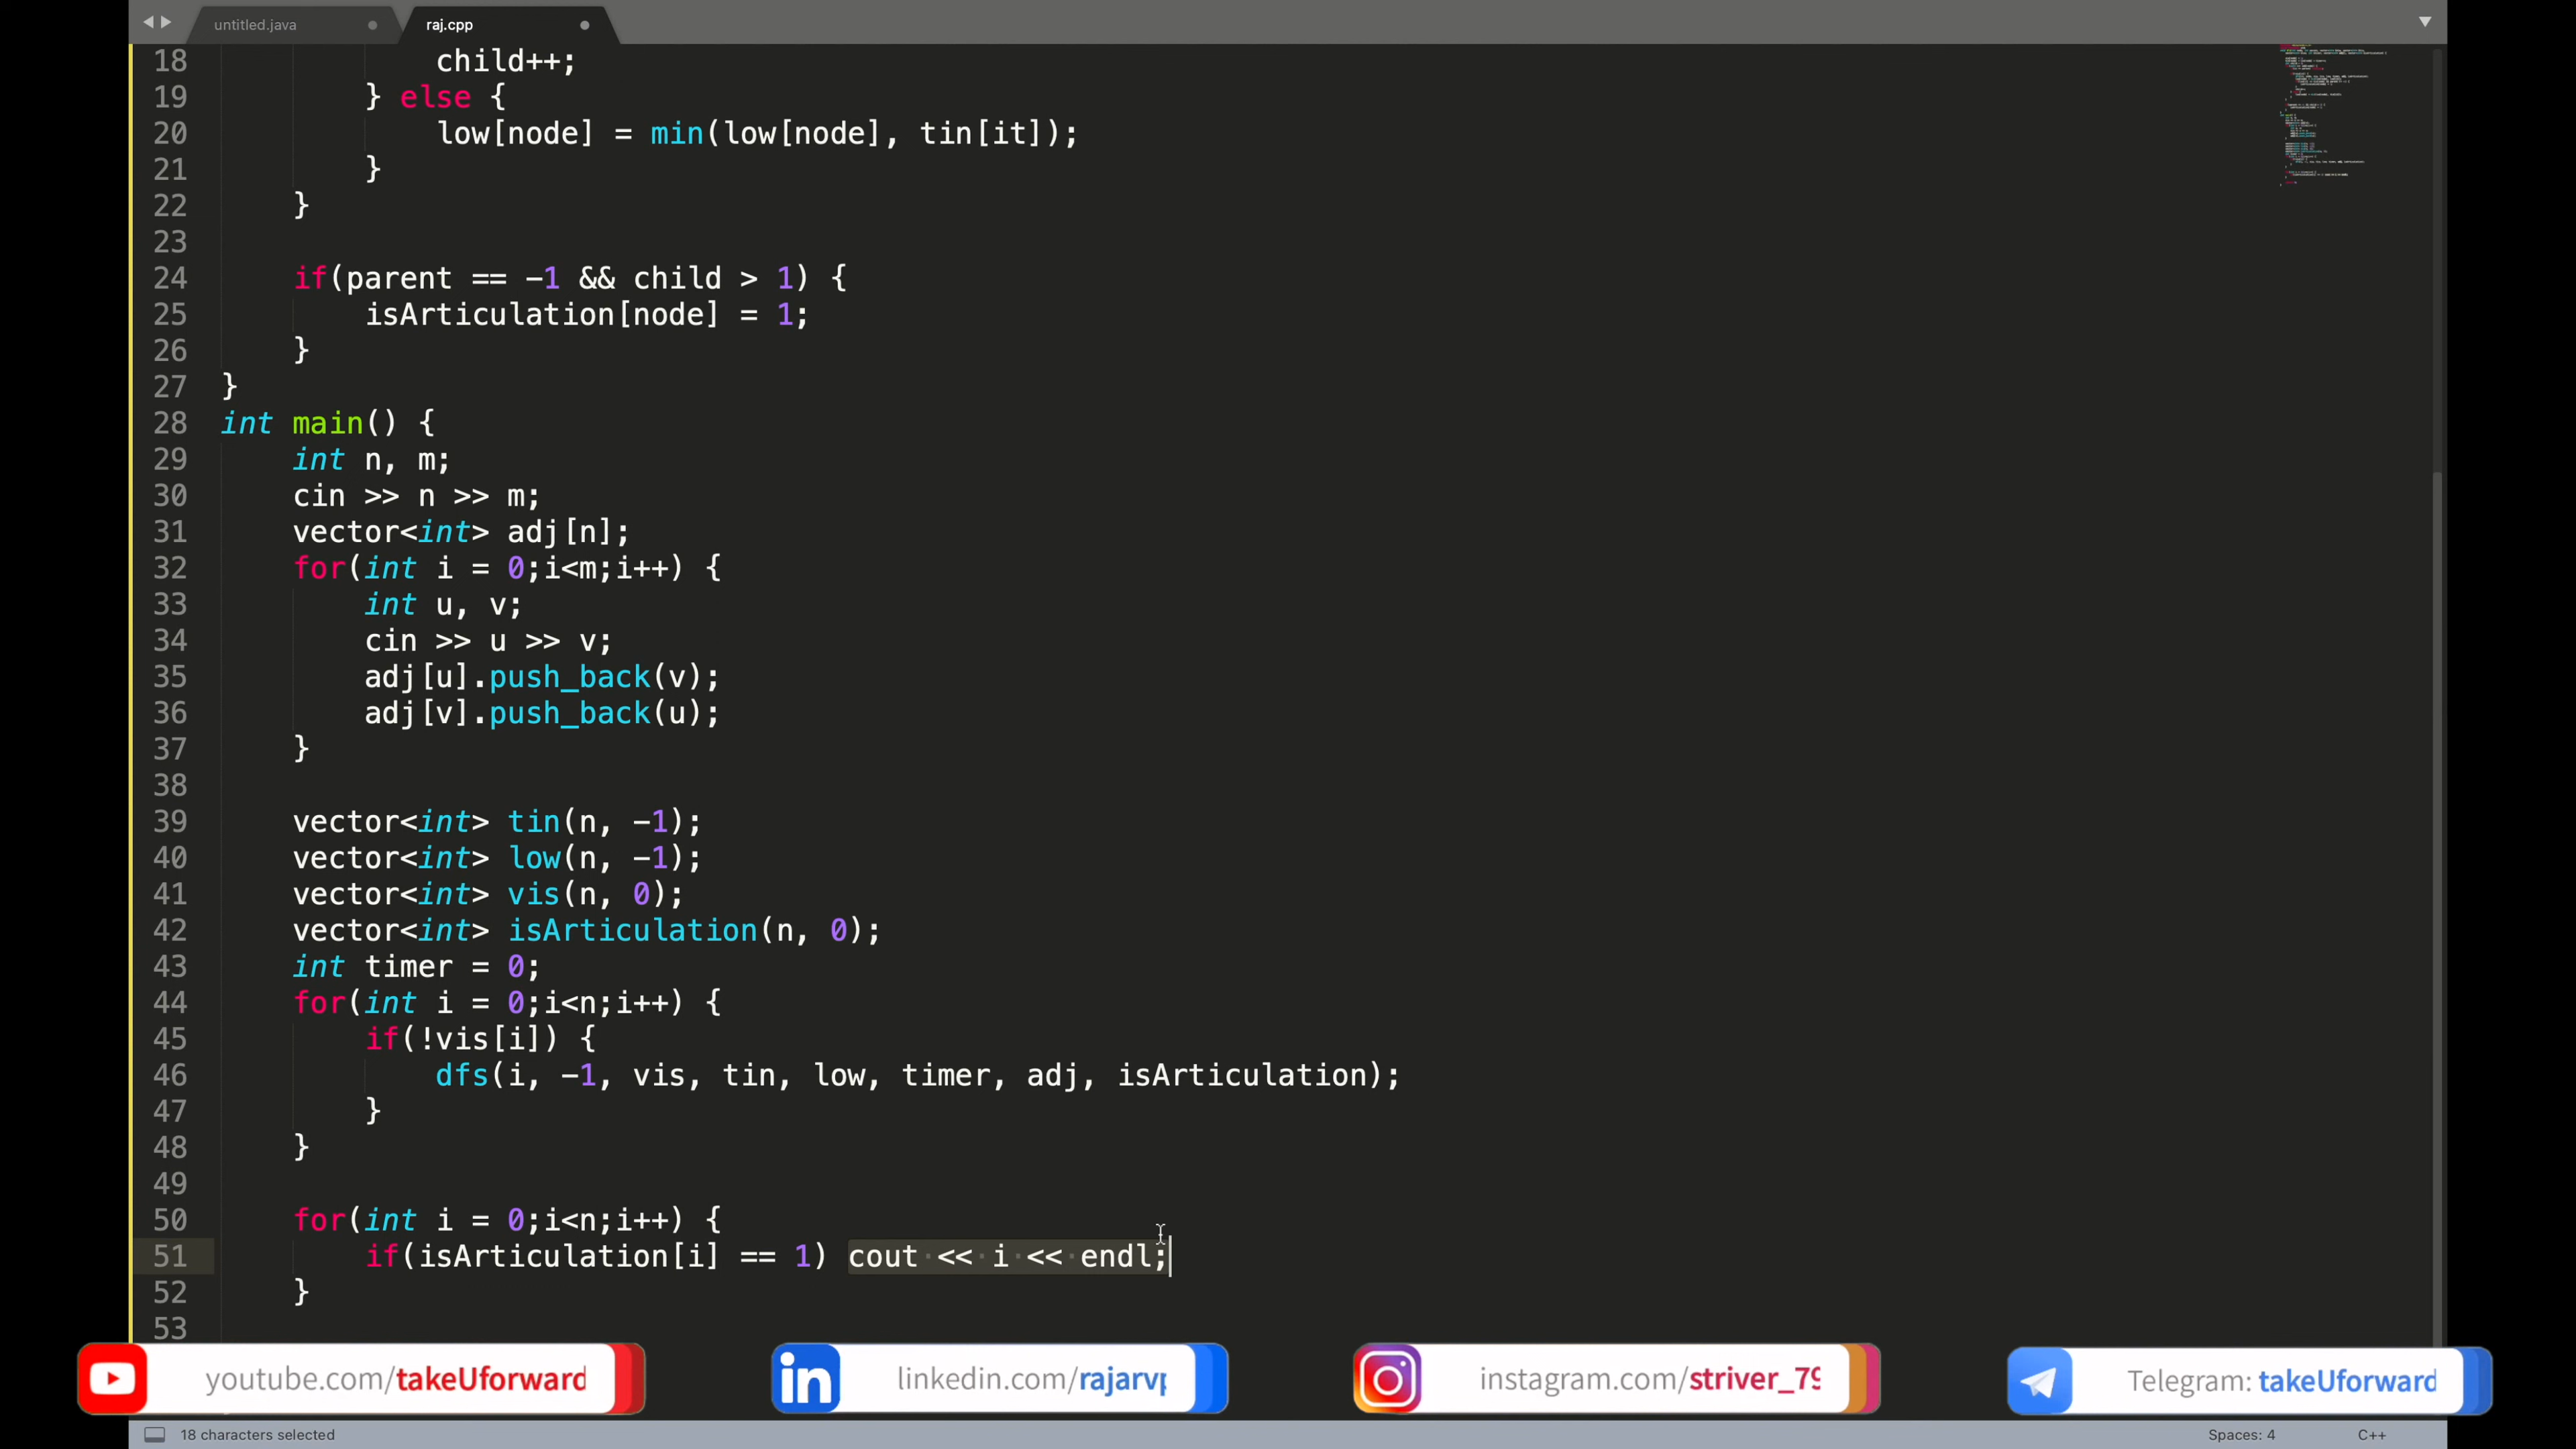 untitled.java
raj.cpp
18 child++;
19 } else {
20 low[node] = min(low[node], tin[it]);
21 }
22 }
23
24 if(parent == -1 && child > 1) {
25 isArticulation[node] = 1;
26 }
27 }
28 int main() {
29 int n, m;
30 cin >> n >> m;
31 vector<int> adj[n];
32 for(int i = 0;i<m;i++) {
33 int u, v;
34 cin >> u >> v;
35 adj[u].push_back(v);
36 adj[v].push_back(u);
37 }
38
39 vector<int> tin(n, -1);
40 vector<int> low(n, -1);
41 vector<int> vis(n, 0);
42 vector<int> isArticulation(n, 0);
43 int timer = 0;
44 for(int i = 0;i<n;i++) {
45 if(!vis[i]) {
46 dfs(i, -1, vis, tin, low, timer, adj, isArticulation);
47 }
48 }
49
50 for(int i = 0;i<n;i++) {
51 if(isArticulation[i] == 1) cout << i << endl;
52 }
53
youtube.com/takeUforward
linkedin.com/rajarvp
instagram.com/striver_79
Telegram: takeUforward
18 characters selected
Spaces: 4
C++